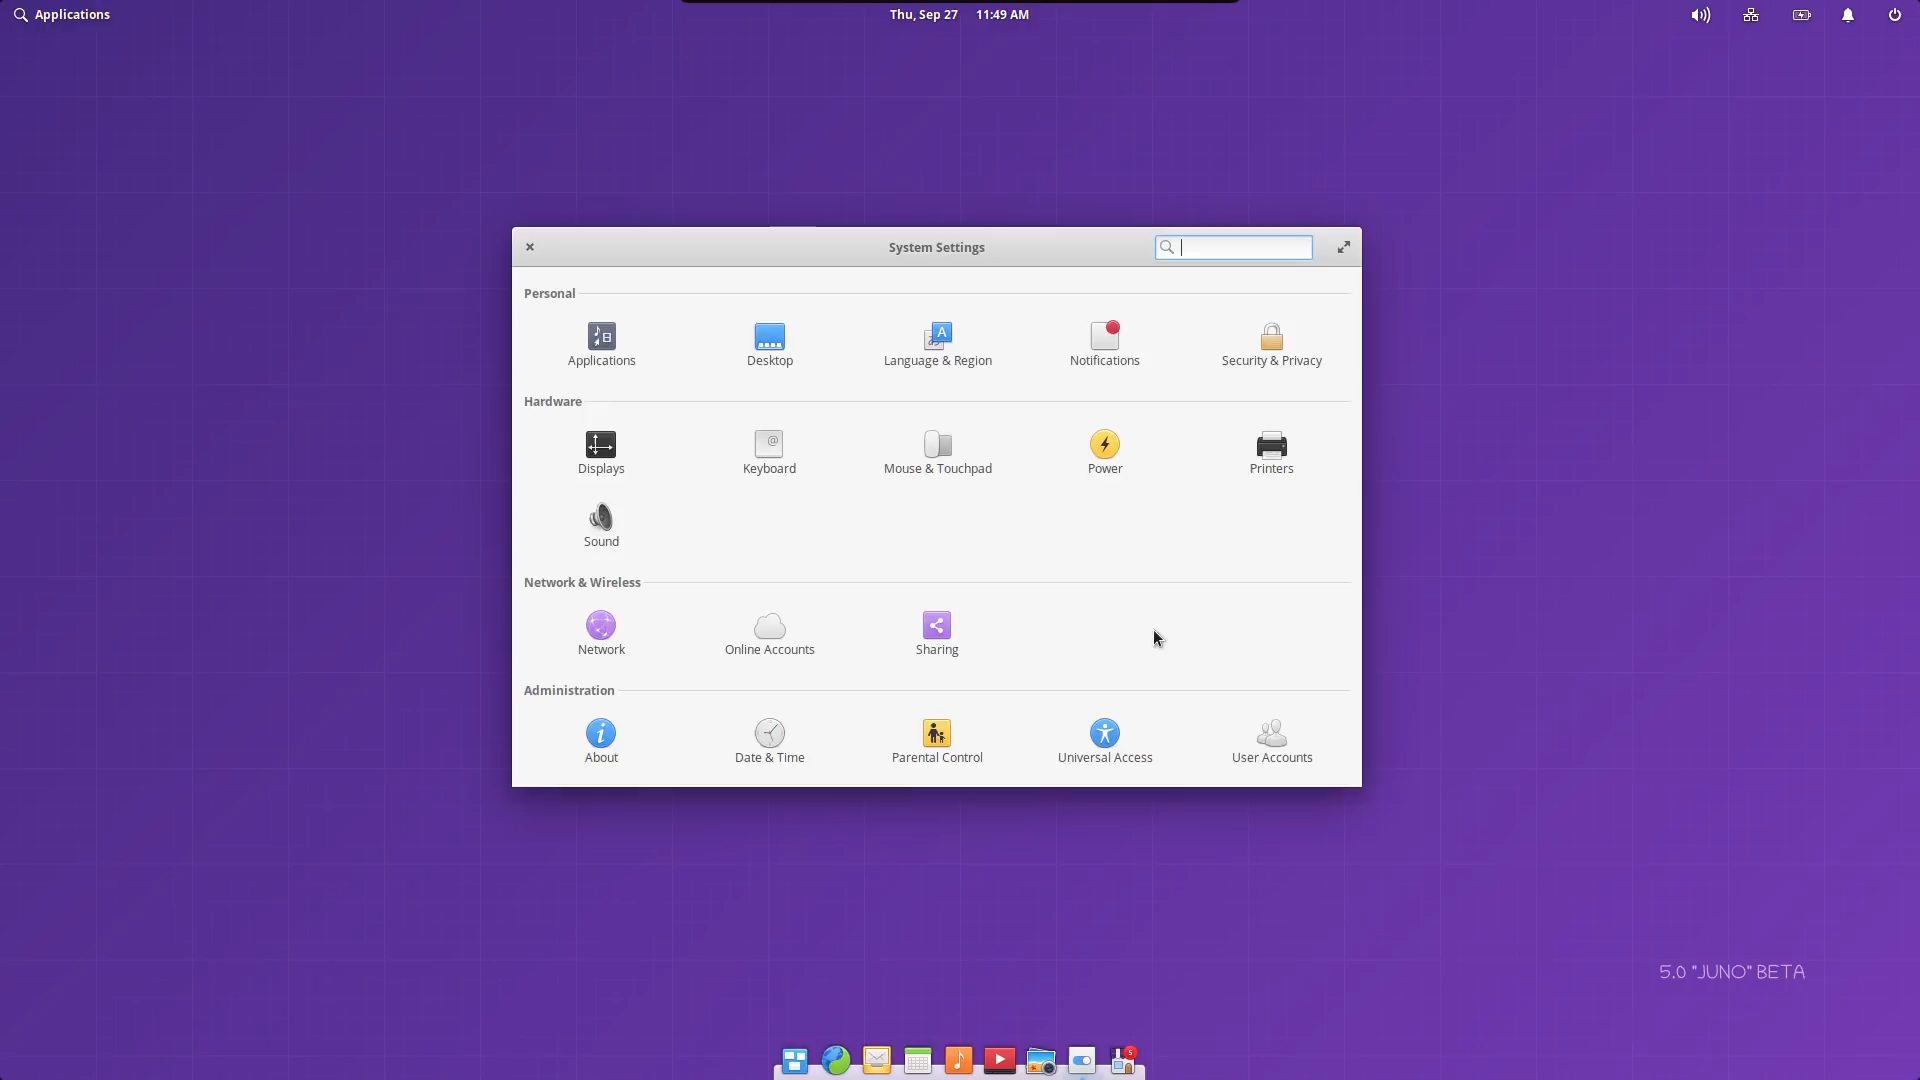 Applications
Thu, Sep 27 11:49 AM
System Settings
Personal
Applications
Desktop
Language & Region
Notifications
Security & Privacy
Hardware
Displays
Keyboard
Mouse & Touchpad
Power
Printers
Sound
Network & Wireless
Network
Online Accounts
Sharing
Administration
About
Date & Time
Parental Control
Universal Access
User Accounts
5.0 "JUNO" BETA
5